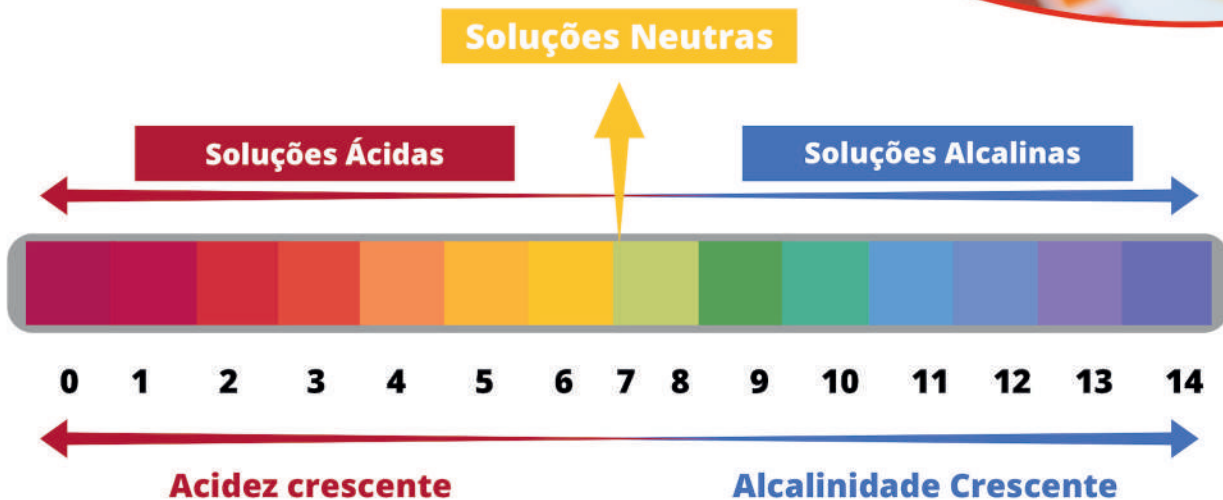 Soluções Neutras
Soluções Ácidas
Soluções Alcalinas
0 1 2 3 4 5 6 7 8 9 10 11 12 13 14
Acidez crescente
Alcalinidade Crescente